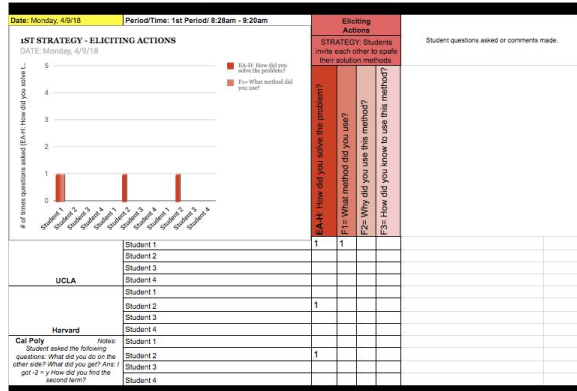 Date: Monday, 4/9/18
Period/Time: 1st Period/ 8:28am - 9:20am
Eliciting
Actions
STRATEGY: Students
invite each other to spafe
their solution methods.
Student questions asked or comments made.
1ST STRATEGY - ELICITING ACTIONS
DATE: Monday, 4/9/18
EA-H: How did you
solve the problem?
F1= What method did
you use?
# of times questions asked (EA-H: How did you solve t...
5
4
3
2
1
0
Student 1
Student 2
Student 3
Student 4
Student 1
Student 2
Student 3
Student 4
Student 1
Student 2
Student 3
Student 4
EA-H: How did you solve the problem?
F1= What method did you use?
F2= Why did you use this method?
F3= How did you know to use this method?
Student 1 1 1
Student 2
Student 3
UCLA Student 4
Student 1
Student 2 1
Student 3
Harvard Student 4
Cal Poly Notes: Student 1
Student asked the following
questions: What did you do on the
other side? What did you get? Ans: I
got -2 = y How did you find the
second term?
Student 2 1
Student 3
Student 4